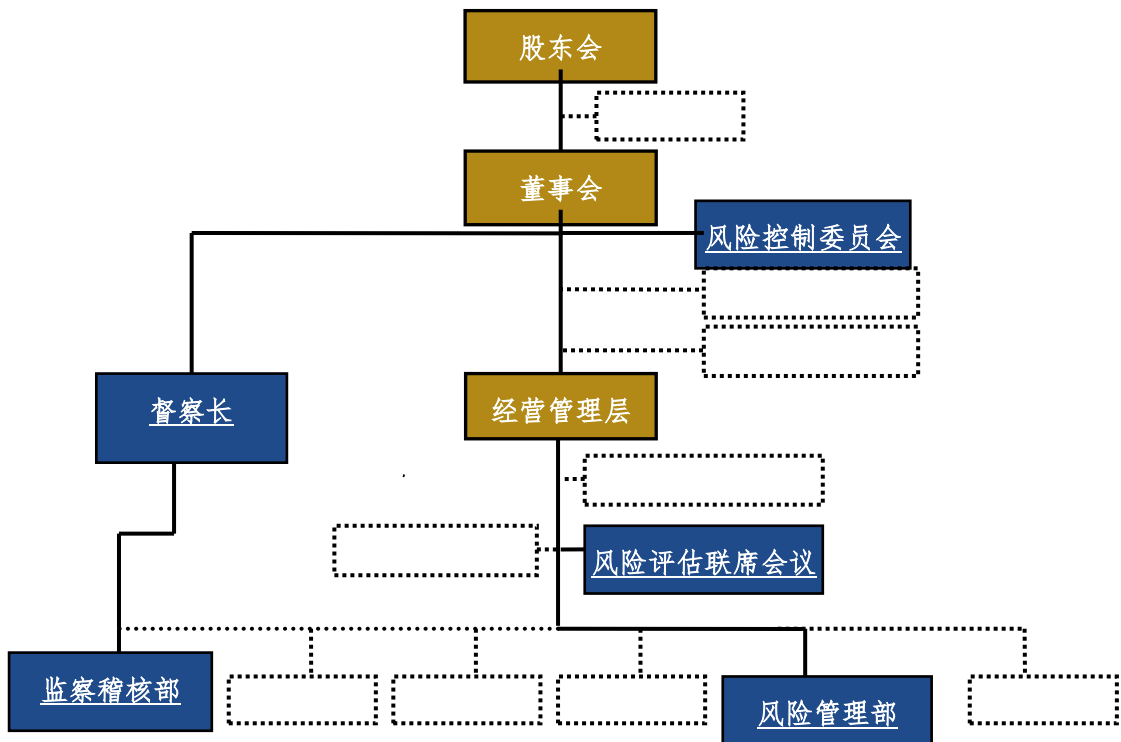 股东会
董事会
风险控制委员会
督察长
经营管理层
风险评估联席会议
监察稽核部
风险管理部